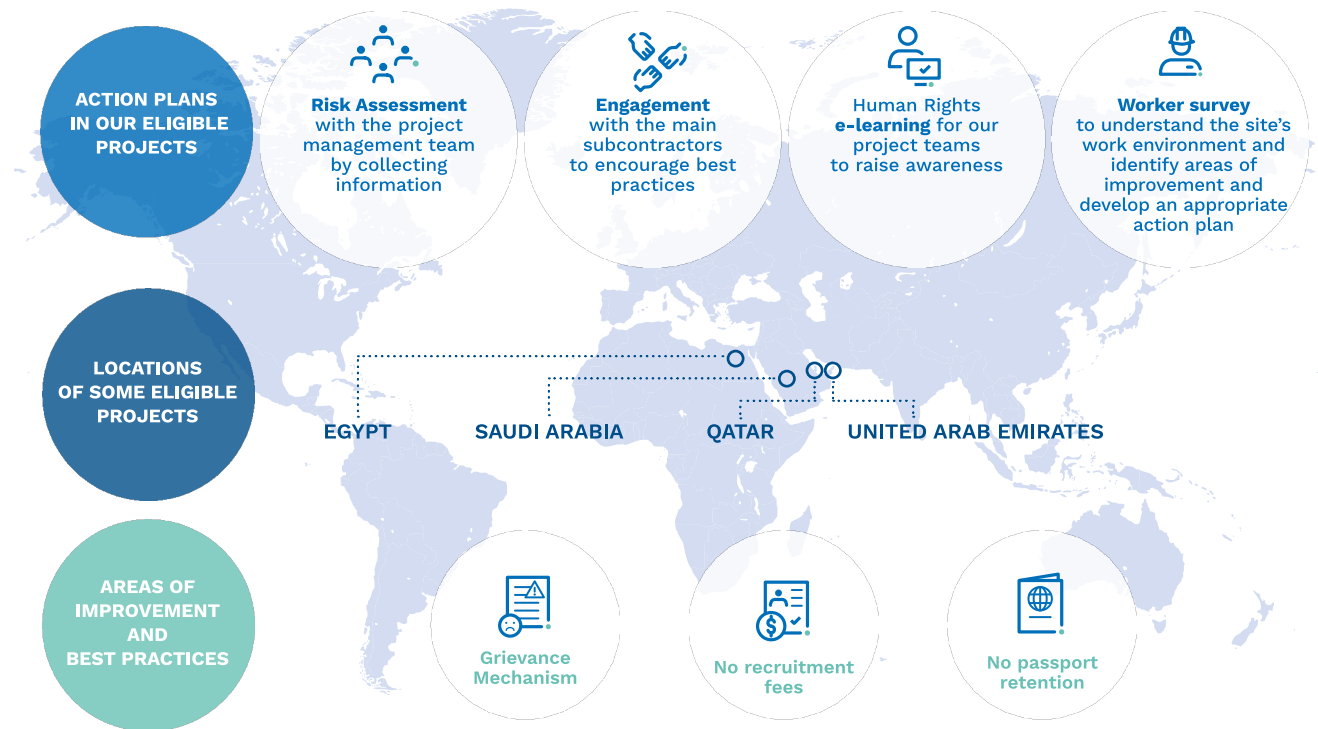 ACTION PLANS
IN OUR ELIGIBLE
PROJECTS
Risk Assessment
with the project
management team
by collecting
information
Engagement
with the main
subcontractors
to encourage best
practices
Human Rights
e-learning for our
project teams
to raise awareness
Worker survey
to understand the site's
work environment and
identify areas of
improvement and
develop an appropriate
action plan
LOCATIONS
OF SOME ELIGIBLE
PROJECTS
EGYPT
SAUDI ARABIA
QATAR
UNITED ARAB EMIRATES
AREAS OF
IMPROVEMENT
AND
BEST PRACTICES
Grievance
Mechanism
$
No recruitment
fees
No passport
retention